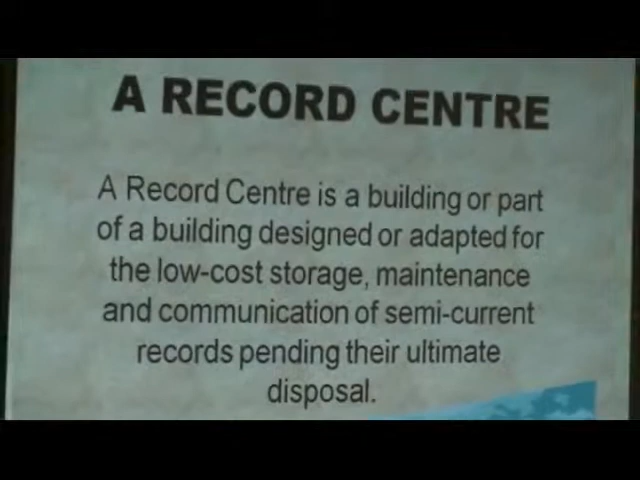 A RECORD CENTRE
A Record Centre is a building or part
of a building designed or adapted for
the low-cost storage, maintenance
and communication of semi-current
records pending their ultimate
disposal.